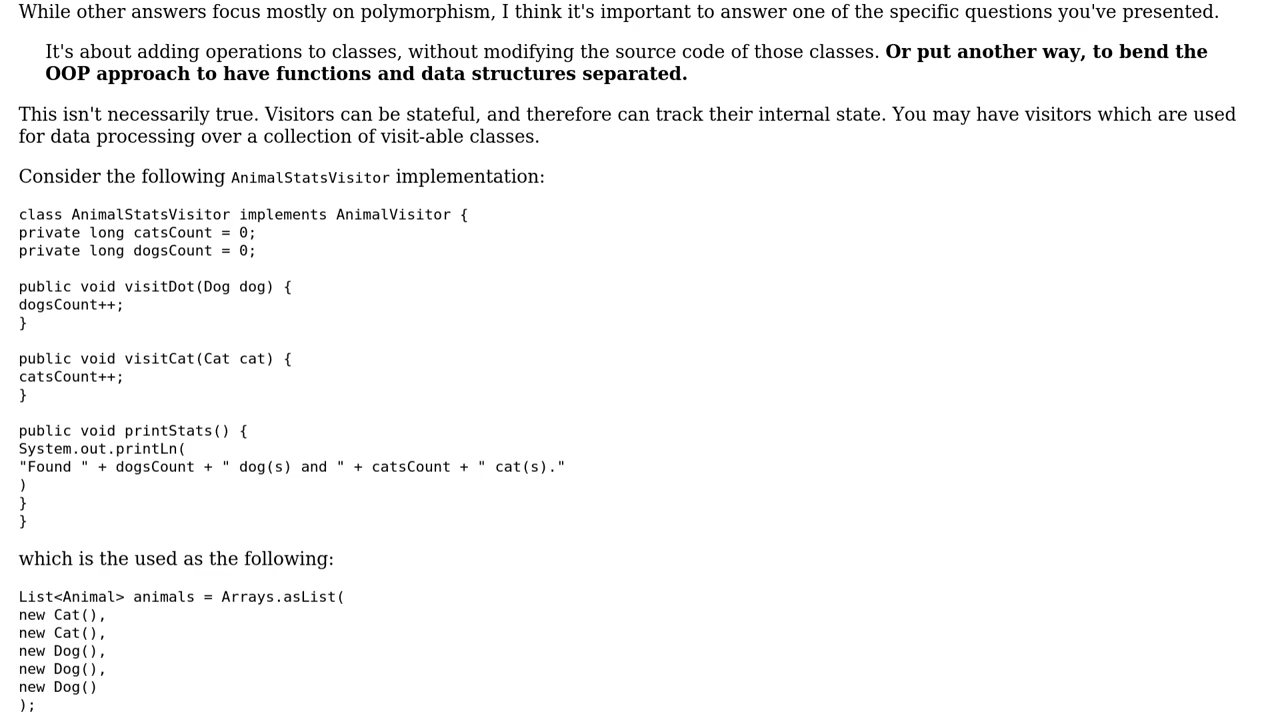 While other answers focus mostly on polymorphism, I think it's important to answer one of the specific questions you've presented.
It's about adding operations to classes, without modifying the source code of those classes. Or put another way, to bend the
OOP approach to have functions and data structures separated.
This isn't necessarily true. Visitors can be stateful, and therefore can track their internal state. You may have visitors which are used
for data processing over a collection of visit-able classes.
Consider the following AnimalStatsVisitor implementation:
class AnimalStatsVisitor implements AnimalVisitor {
private long catsCount = 0;
private long dogsCount = 0;
public void visitDot(Dog dog) {
dogsCount++;
}
public void visitCat(Cat cat) {
catsCount++;
}
public void printStats() {
System.out.printLn(
"Found " + dogsCount + " dog(s) and " + catsCount + " cat(s)."
)
}
}
which is the used as the following:
List<Animal> animals = Arrays.asList(
new Cat(),
new Cat(),
new Dog(),
new Dog(),
new Dog()
);